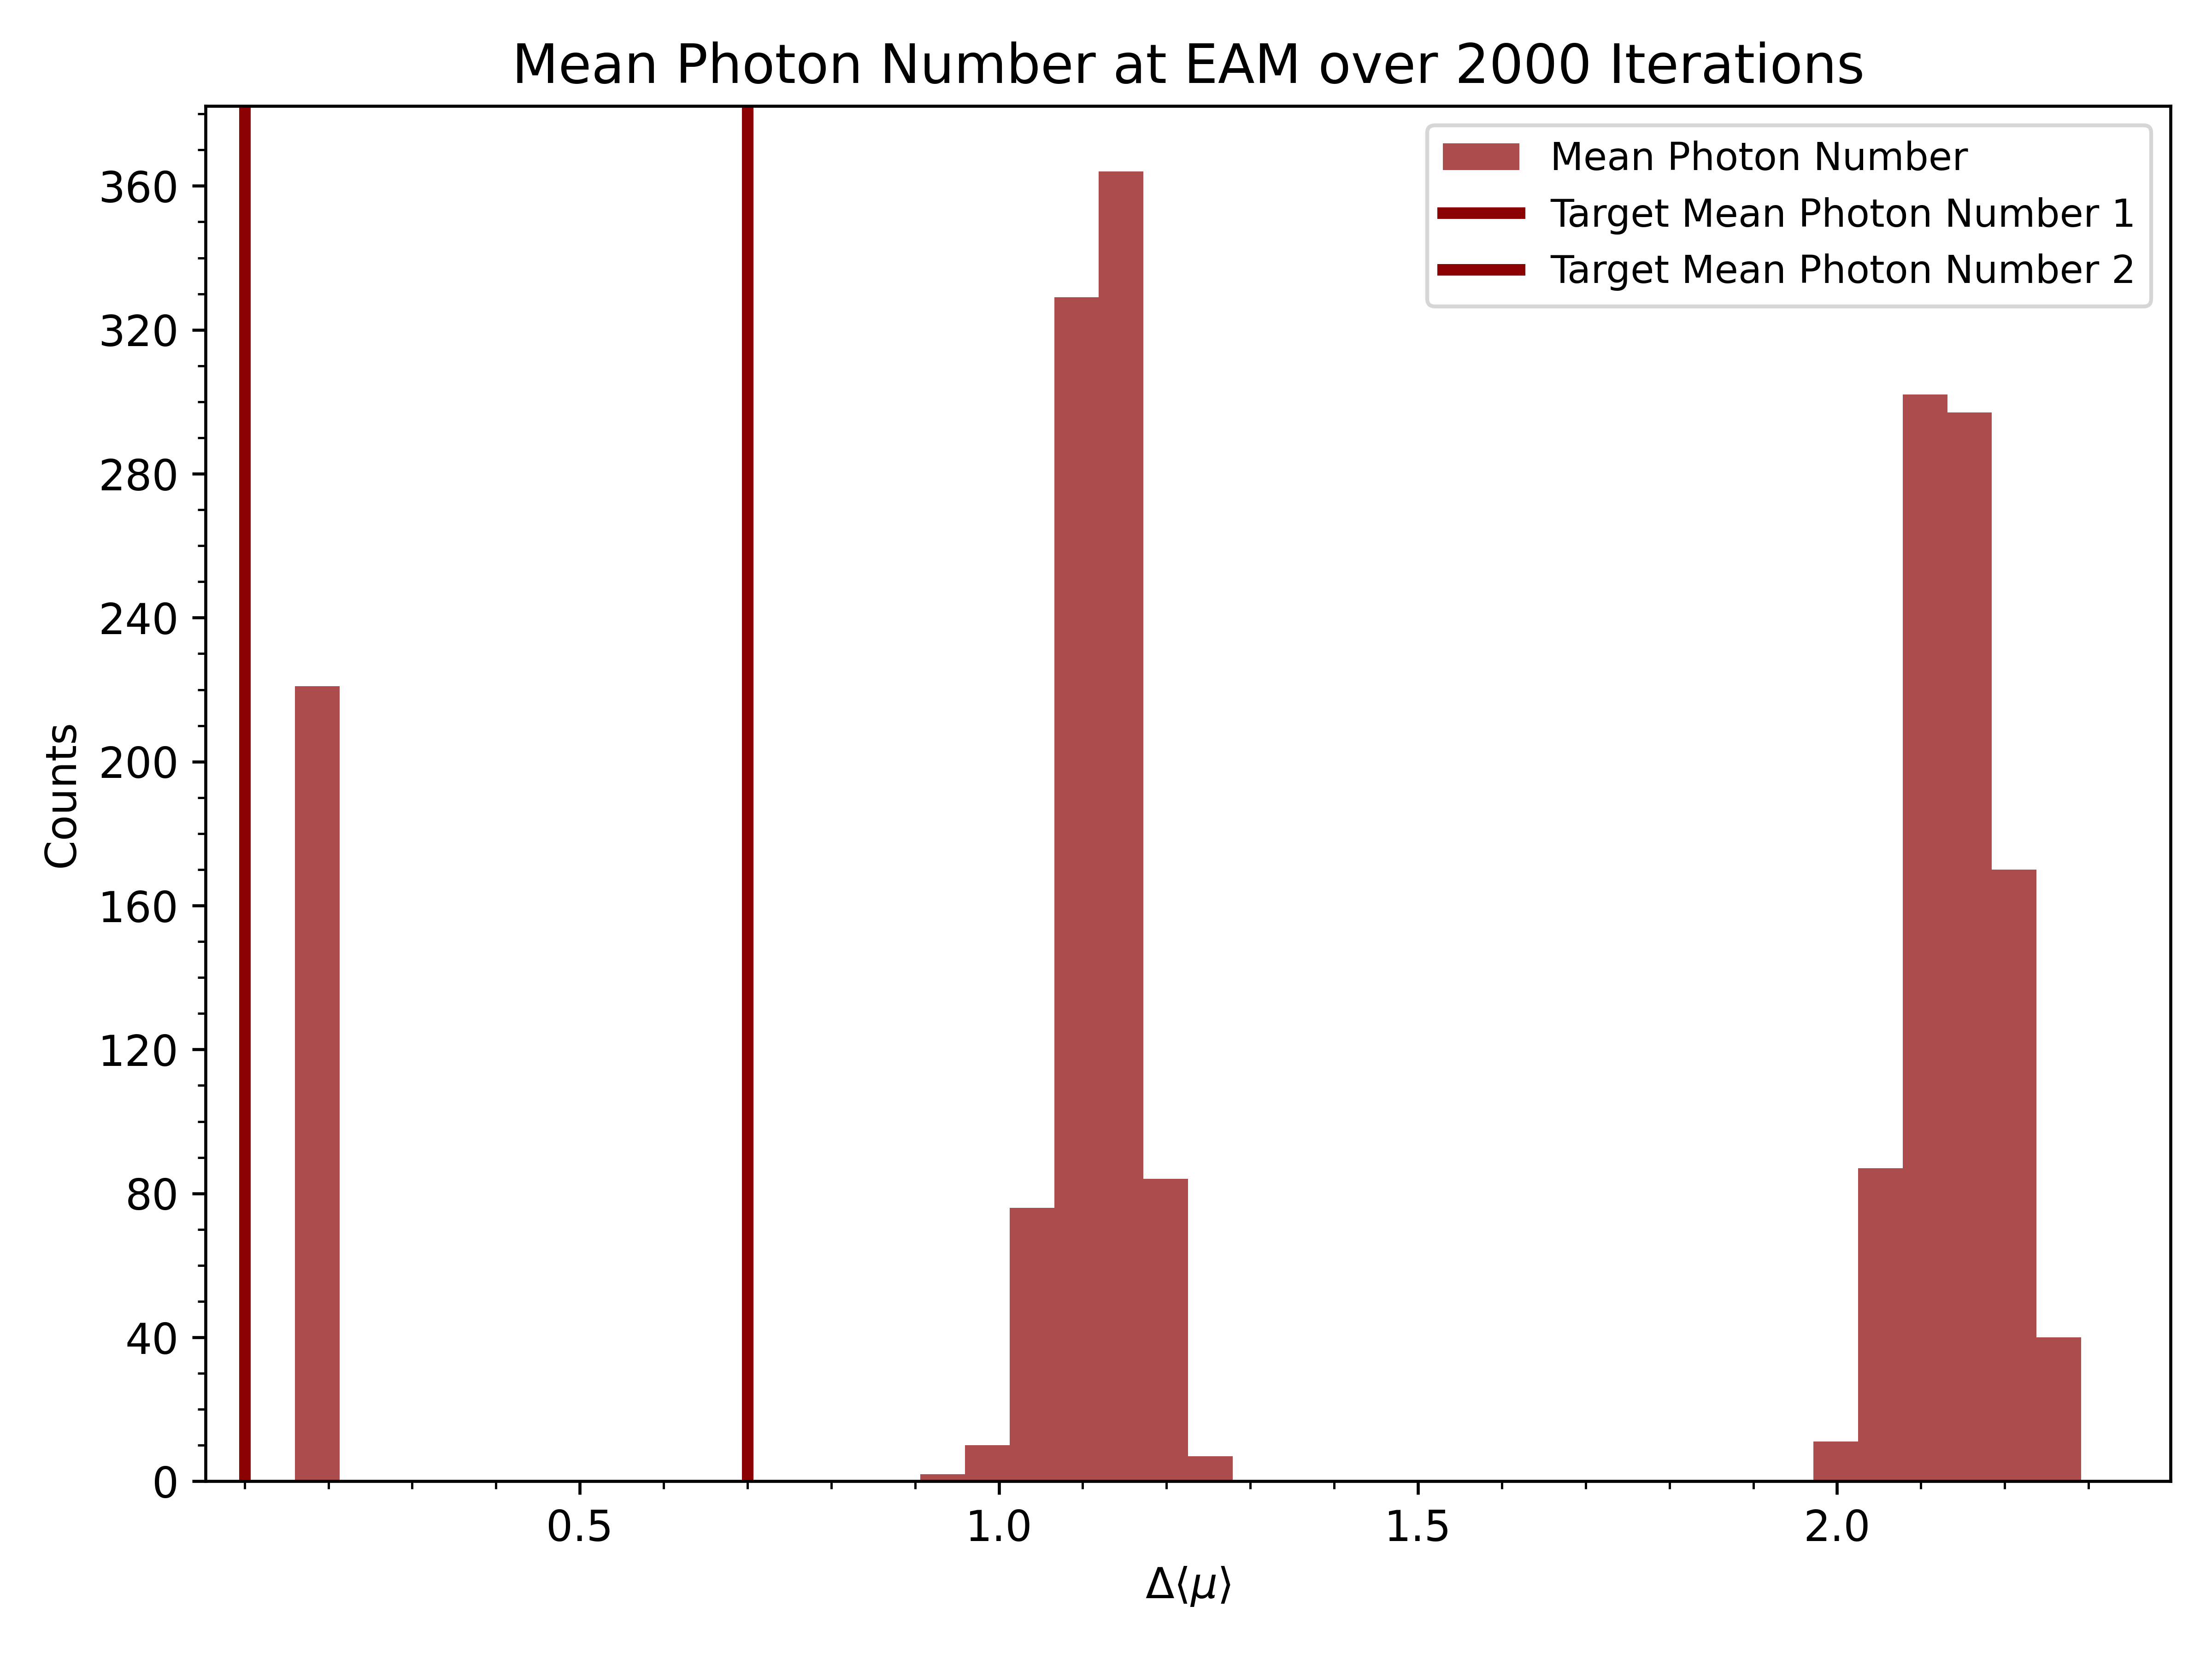 Mean Photon Number at EAM over 2000 Iterations
Mean Photon Number
Target Mean Photon Number 1
Target Mean Photon Number 2
Counts
360
320
280
240
200
160
120
80
40
0
0.5 1.0 1.5 2.0
Δ⟨μ⟩